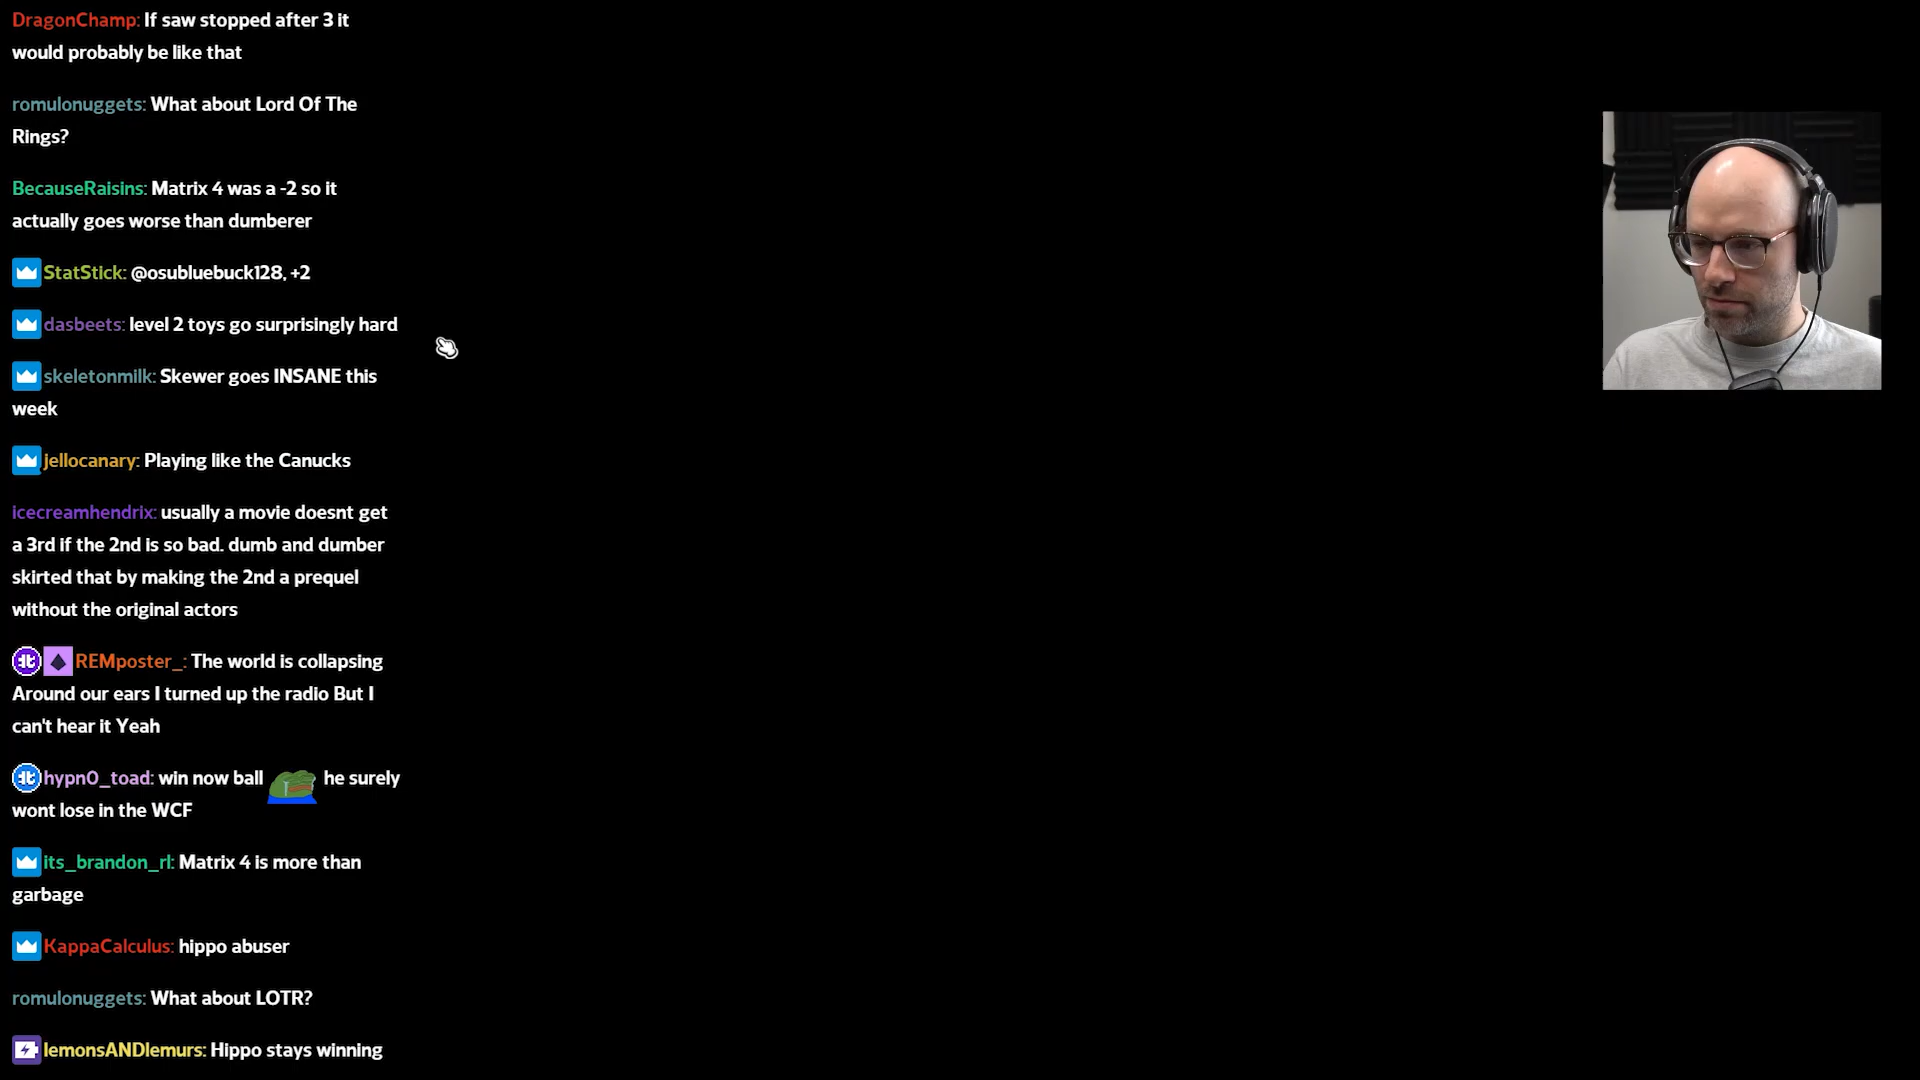 DragonChamp: If saw stopped after 3 it
would probably be like that
romulonuggets: What about Lord Of The
Rings?
BecauseRaisins: Matrix 4 was a -2 so it
actually goes worse than dumberer
StatStick: @osubluebuck128, +2
dasbeets: level 2 toys go surprisingly hard
skeletonmilk: Skewer goes INSANE this
week
jellocanary: Playing like the Canucks
icecreamhendrix: usually a movie doesnt get
a 3rd if the 2nd is so bad. dumb and dumber
skirted that by making the 2nd a prequel
without the original actors
REMposter_: The world is collapsing
Around our ears I turned up the radio But I
can't hear it Yeah
hypn0_toad: win now ball he surely
wont lose in the WCF
its_brandon_rl: Matrix 4 is more than
garbage
KappaCalculus: hippo abuser
romulonuggets: What about LOTR?
lemonsANDlemurs: Hippo stays winning